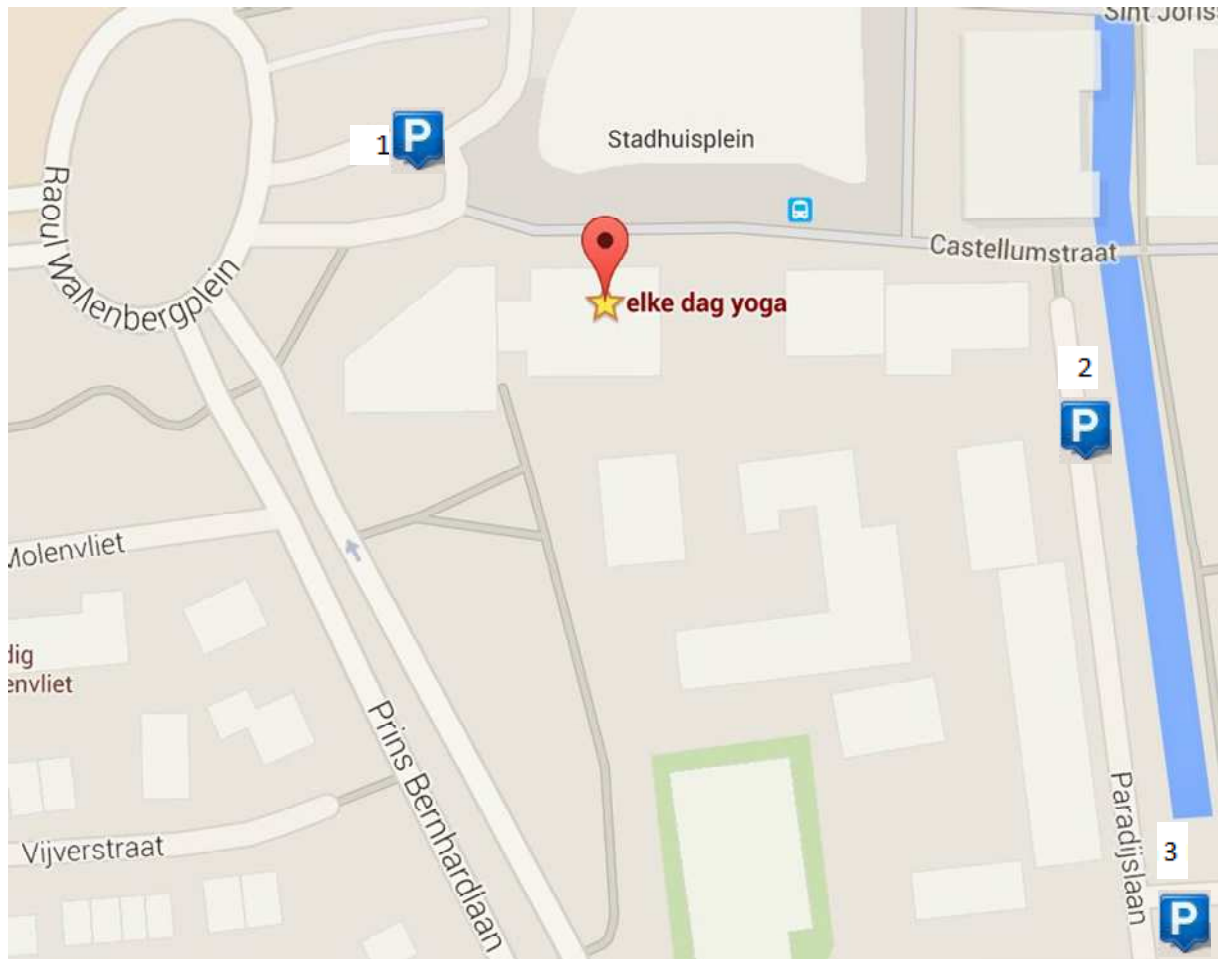 Sint Joris
1 P
Stadhuisplein
Raoul Wallenbergplein
Castellumstraat
elke dag yoga
2
P
Molenvliet
dig
envliet
Prins Bernhardlaan
Paradijslaan
Vijverstraat
3
P